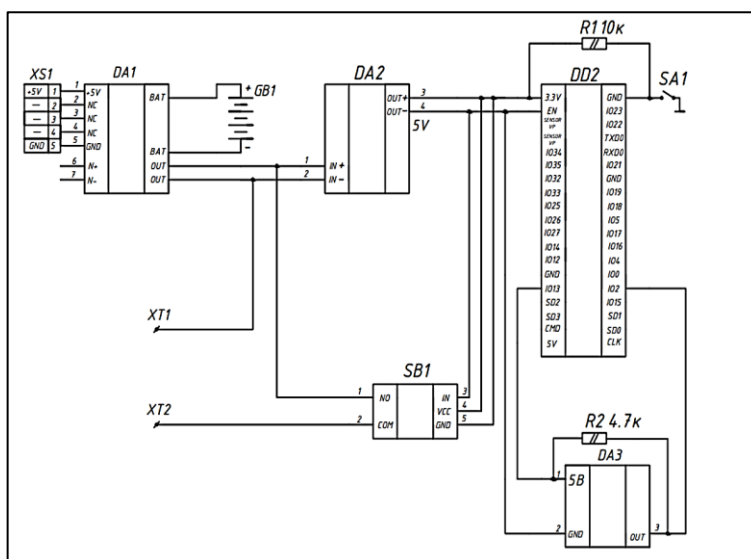 XS1
+5V 1
— 2
— 3
— 4
GND 5
1
2
3
4
5
6
7
DA1
+5V
NC
NC
NC
GND
N+
N-
BAT
BAT
OUT
OUT
+ GB1
-
DA2
1 IN +
2 IN -
OUT+ 3
OUT- 4
5V
R1 10к
DD2
SA1
3.3V
EN
SENSOR
VP
SENSOR
VP
IO34
IO35
IO32
IO33
IO25
IO26
IO27
IO14
IO12
GND
IO13
SD2
SD3
CMD
5V
GND
IO23
IO22
TXD0
RXD0
IO21
GND
IO19
IO18
IO5
IO17
IO16
IO4
IO0
IO2
IO15
SD1
SD0
CLK
XT1
XT2
SB1
1 NO
2 COM
IN 3
VCC 4
GND 5
R2 4.7к
DA3
1 5В
2 GND
OUT 3